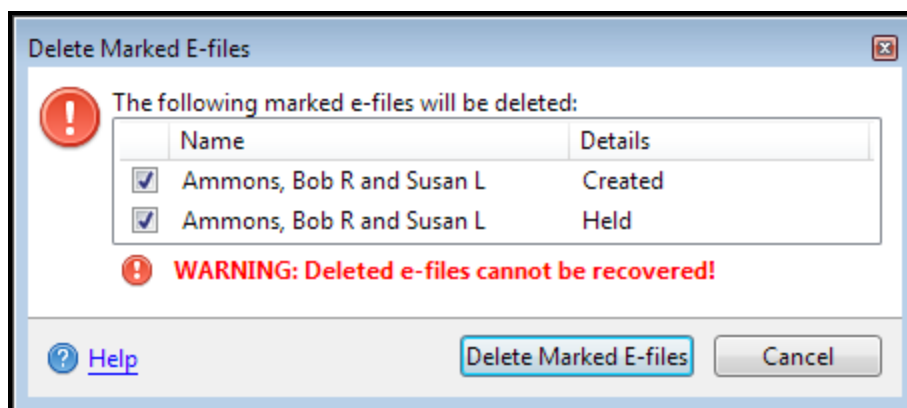 Delete Marked E-files
The following marked e-files will be deleted:
Name Details
Ammons, Bob R and Susan L Created
Ammons, Bob R and Susan L Held
WARNING: Deleted e-files cannot be recovered!
Help Delete Marked E-files Cancel